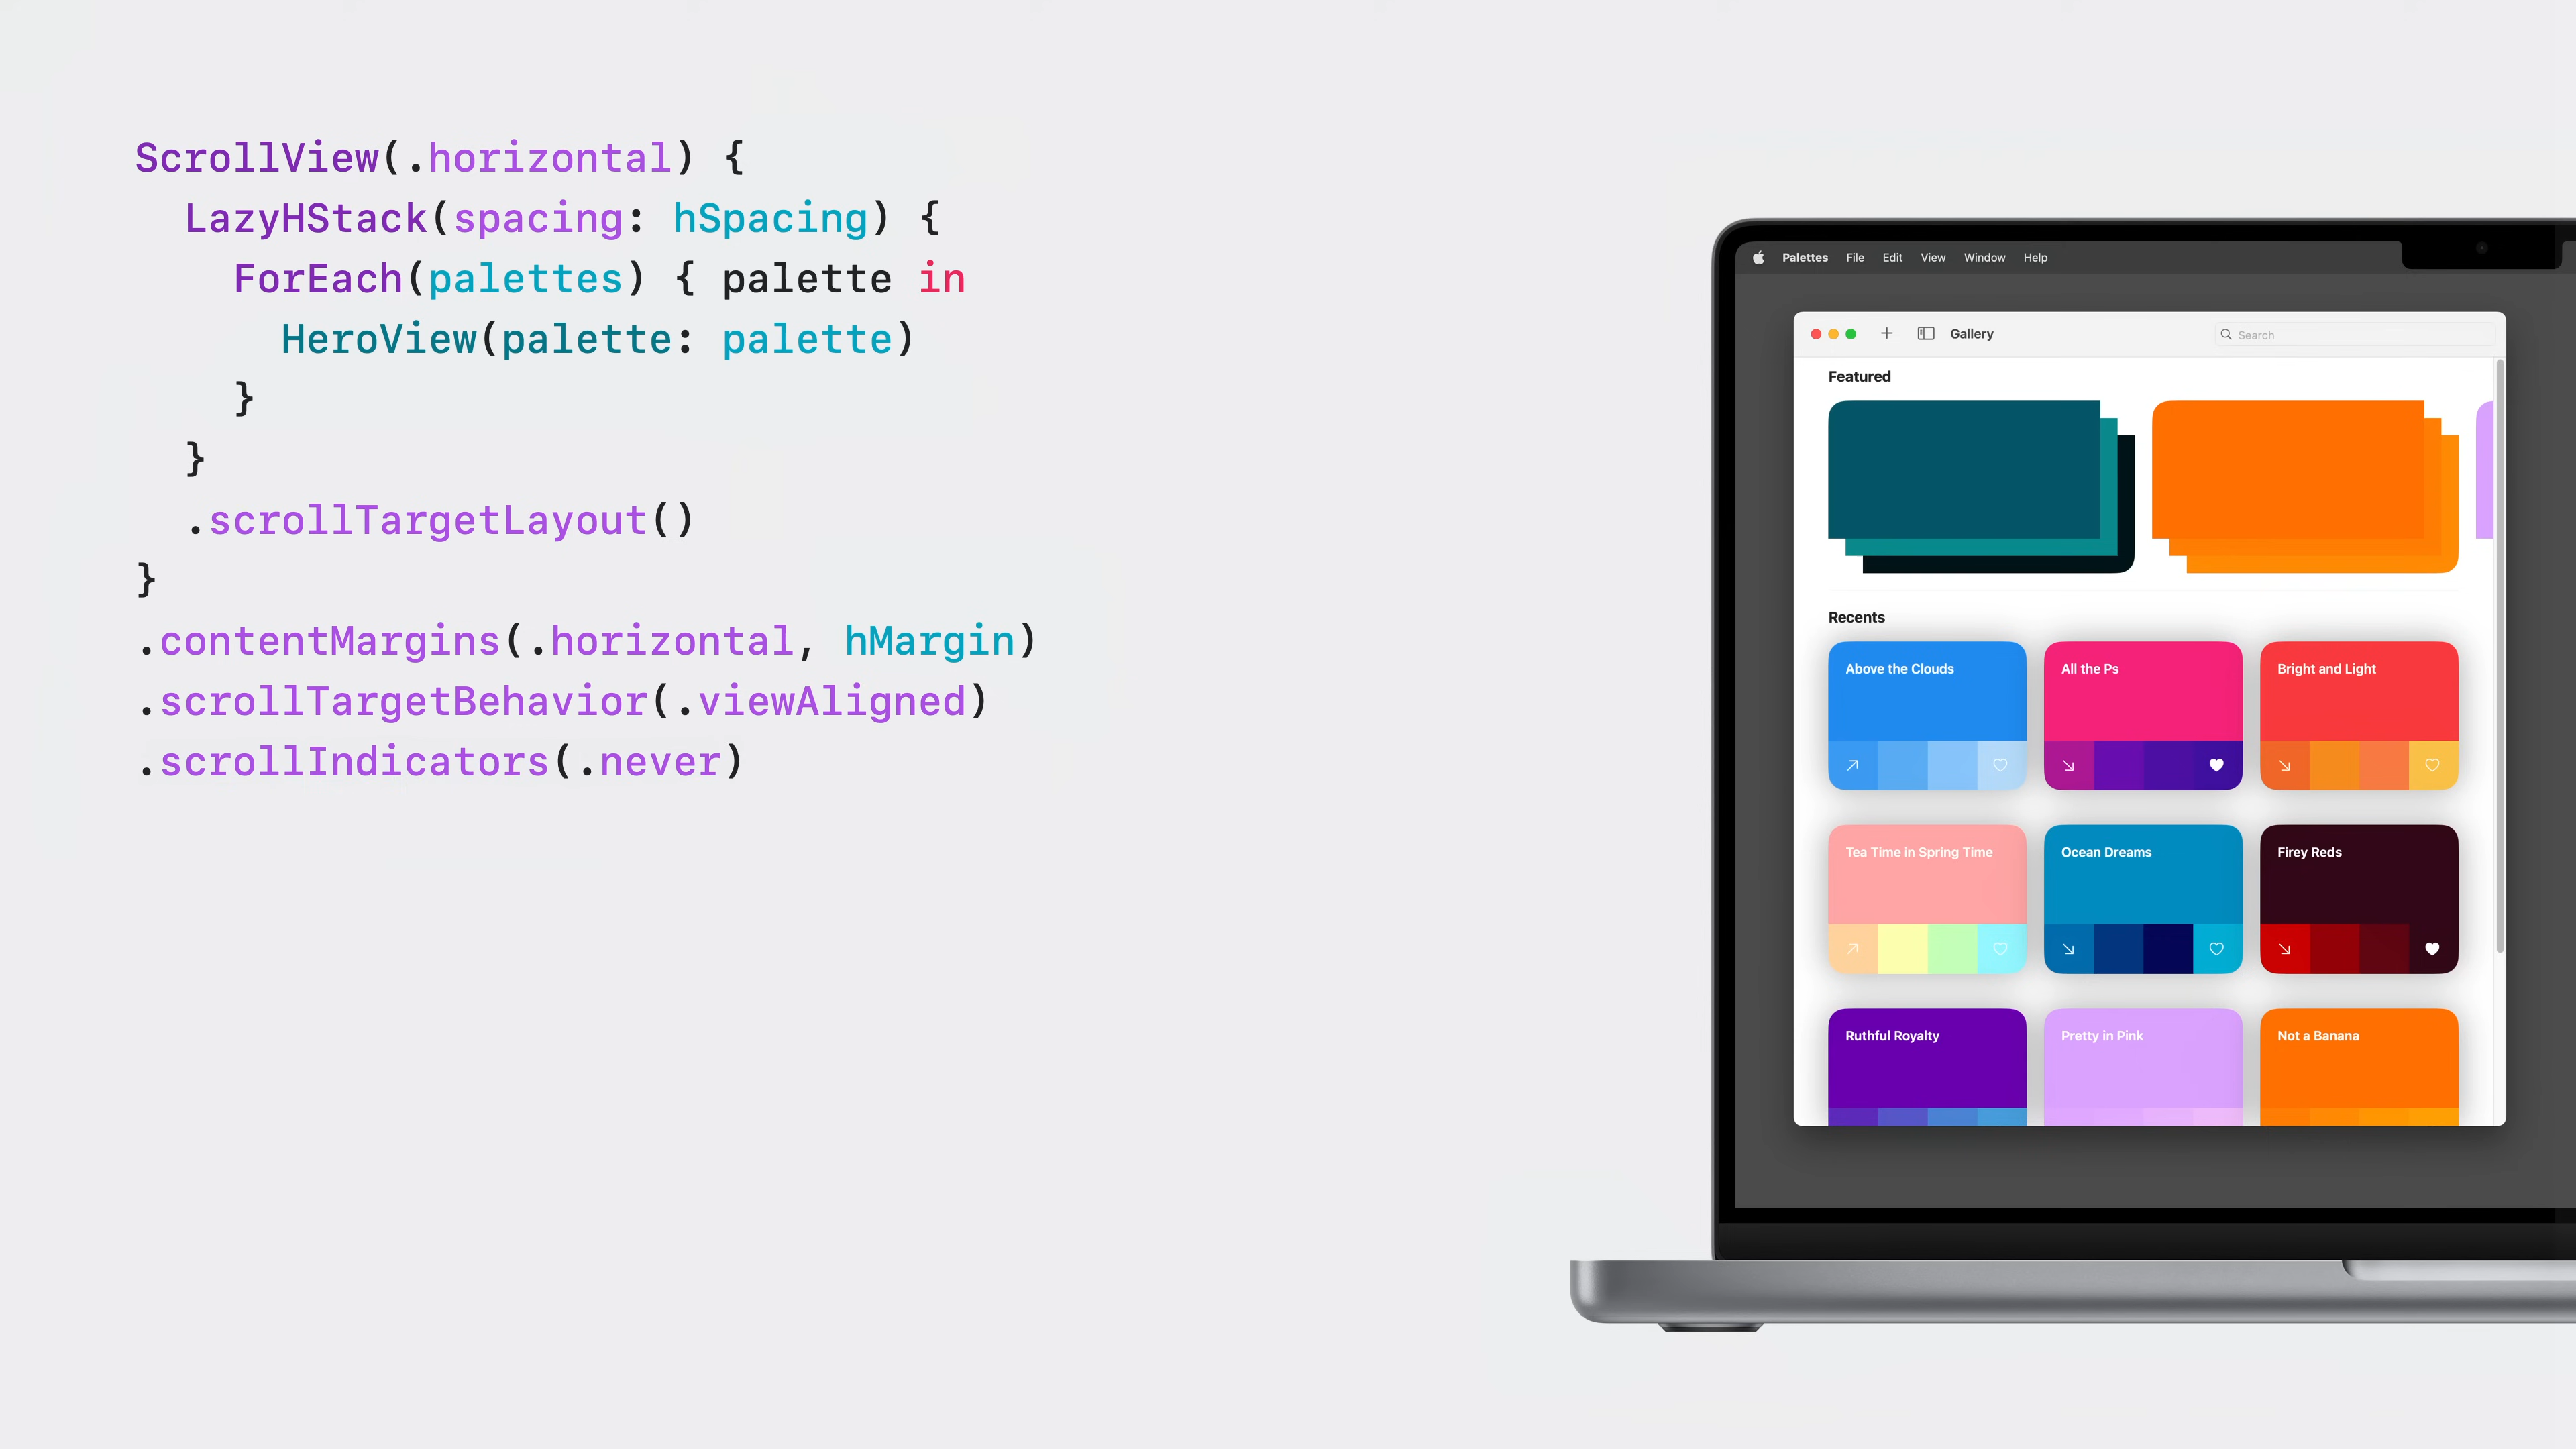 ScrollView(.horizontal) {
  LazyHStack(spacing: hSpacing) {
    ForEach(palettes) { palette in
      HeroView(palette: palette)
    }
  }
  .scrollTargetLayout()
}
.contentMargins(.horizontal, hMargin)
.scrollTargetBehavior(.viewAligned)
.scrollIndicators(.never)
Palettes File Edit View Window Help
Gallery Search
Featured
Recents
Above the Clouds All the Ps Bright and Light
Tea Time in Spring Time Ocean Dreams Firey Reds
Ruthful Royalty Pretty in Pink Not a Banana